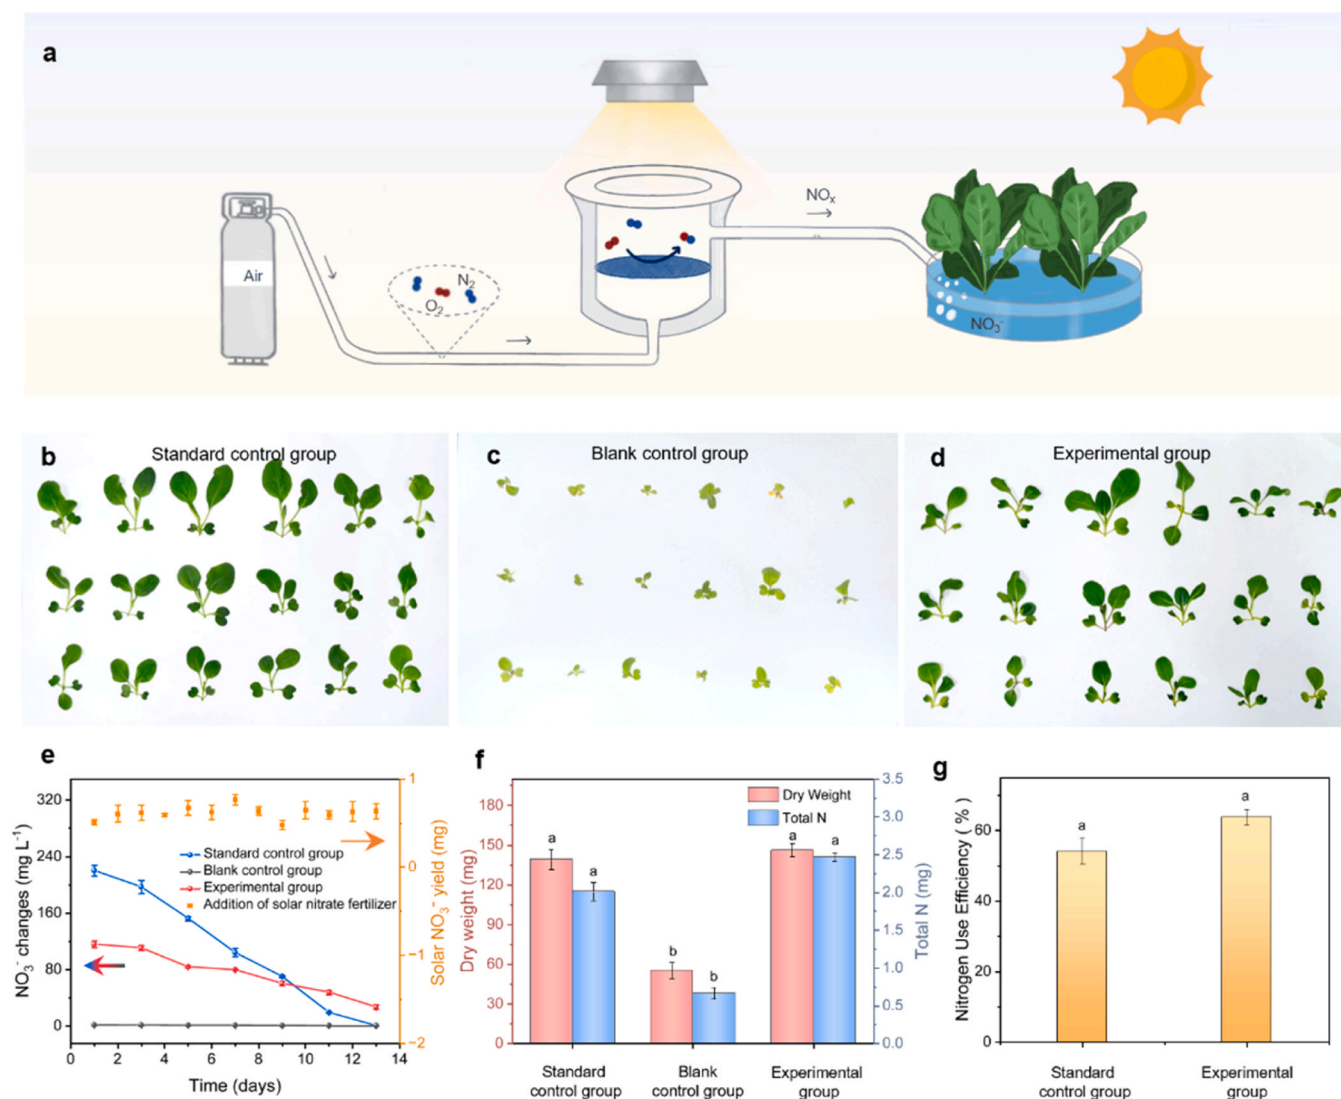 a
Air
N₂
O₂
NOₓ
NO₃⁻
b
Standard control group
c
Blank control group
d
Experimental group
e
NO₃⁻ changes (mg L⁻¹)
320
240
160
80
0
Standard control group
Blank control group
Experimental group
Addition of solar nitrate fertilizer
1
0
−1
−2
Solar NO₃⁻ yield (mg)
0 2 4 6 8 10 12 14
Time (days)
f
Dry weight (mg)
180
150
120
90
60
30
0
Dry Weight
Total N
a
a
b
b
a
a
3.5
3.0
2.5
2.0
1.5
1.0
0.5
0.0
Total N (mg)
Standard
control group
Blank
control group
Experimental
group
g
Nitrogen Use Efficiency ( % )
60
40
20
0
a
a
Standard
control group
Experimental
group